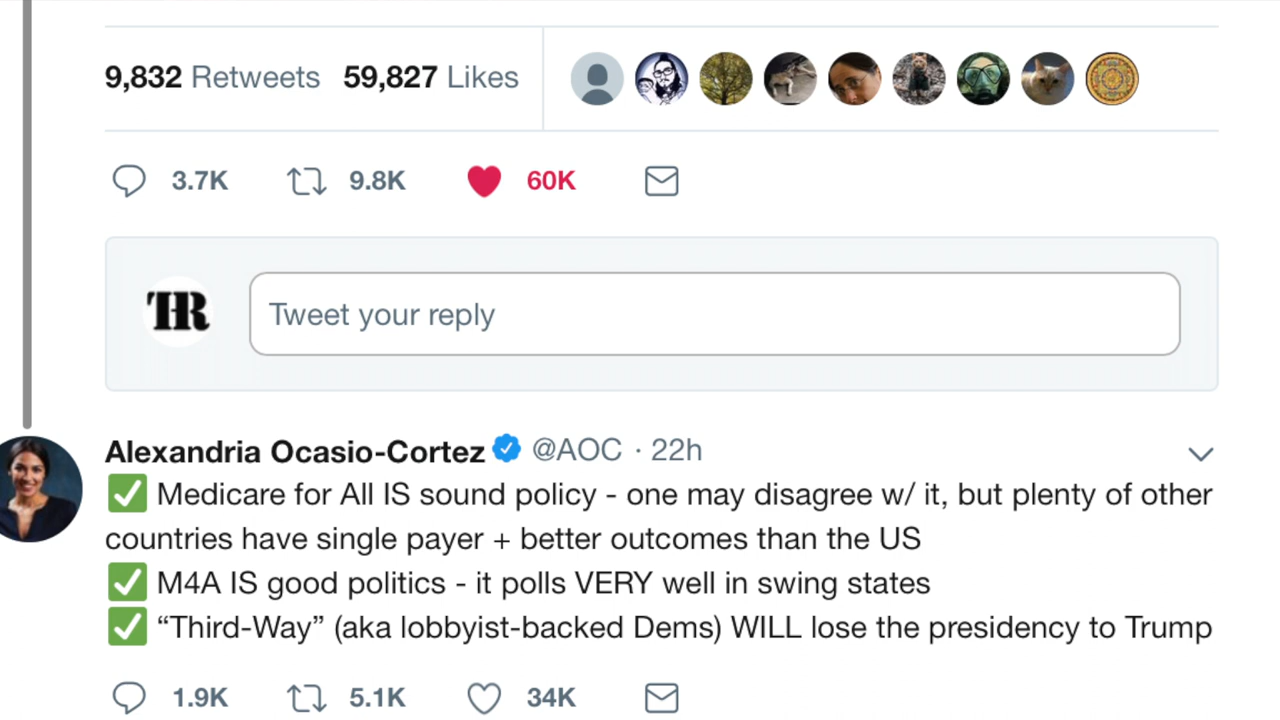 9,832 Retweets 59,827 Likes
3.7K 9.8K 60K
THR
Tweet your reply
Alexandria Ocasio-Cortez @AOC · 22h
✅ Medicare for All IS sound policy - one may disagree w/ it, but plenty of other
countries have single payer + better outcomes than the US
✅ M4A IS good politics - it polls VERY well in swing states
✅ “Third-Way” (aka lobbyist-backed Dems) WILL lose the presidency to Trump
1.9K 5.1K 34K